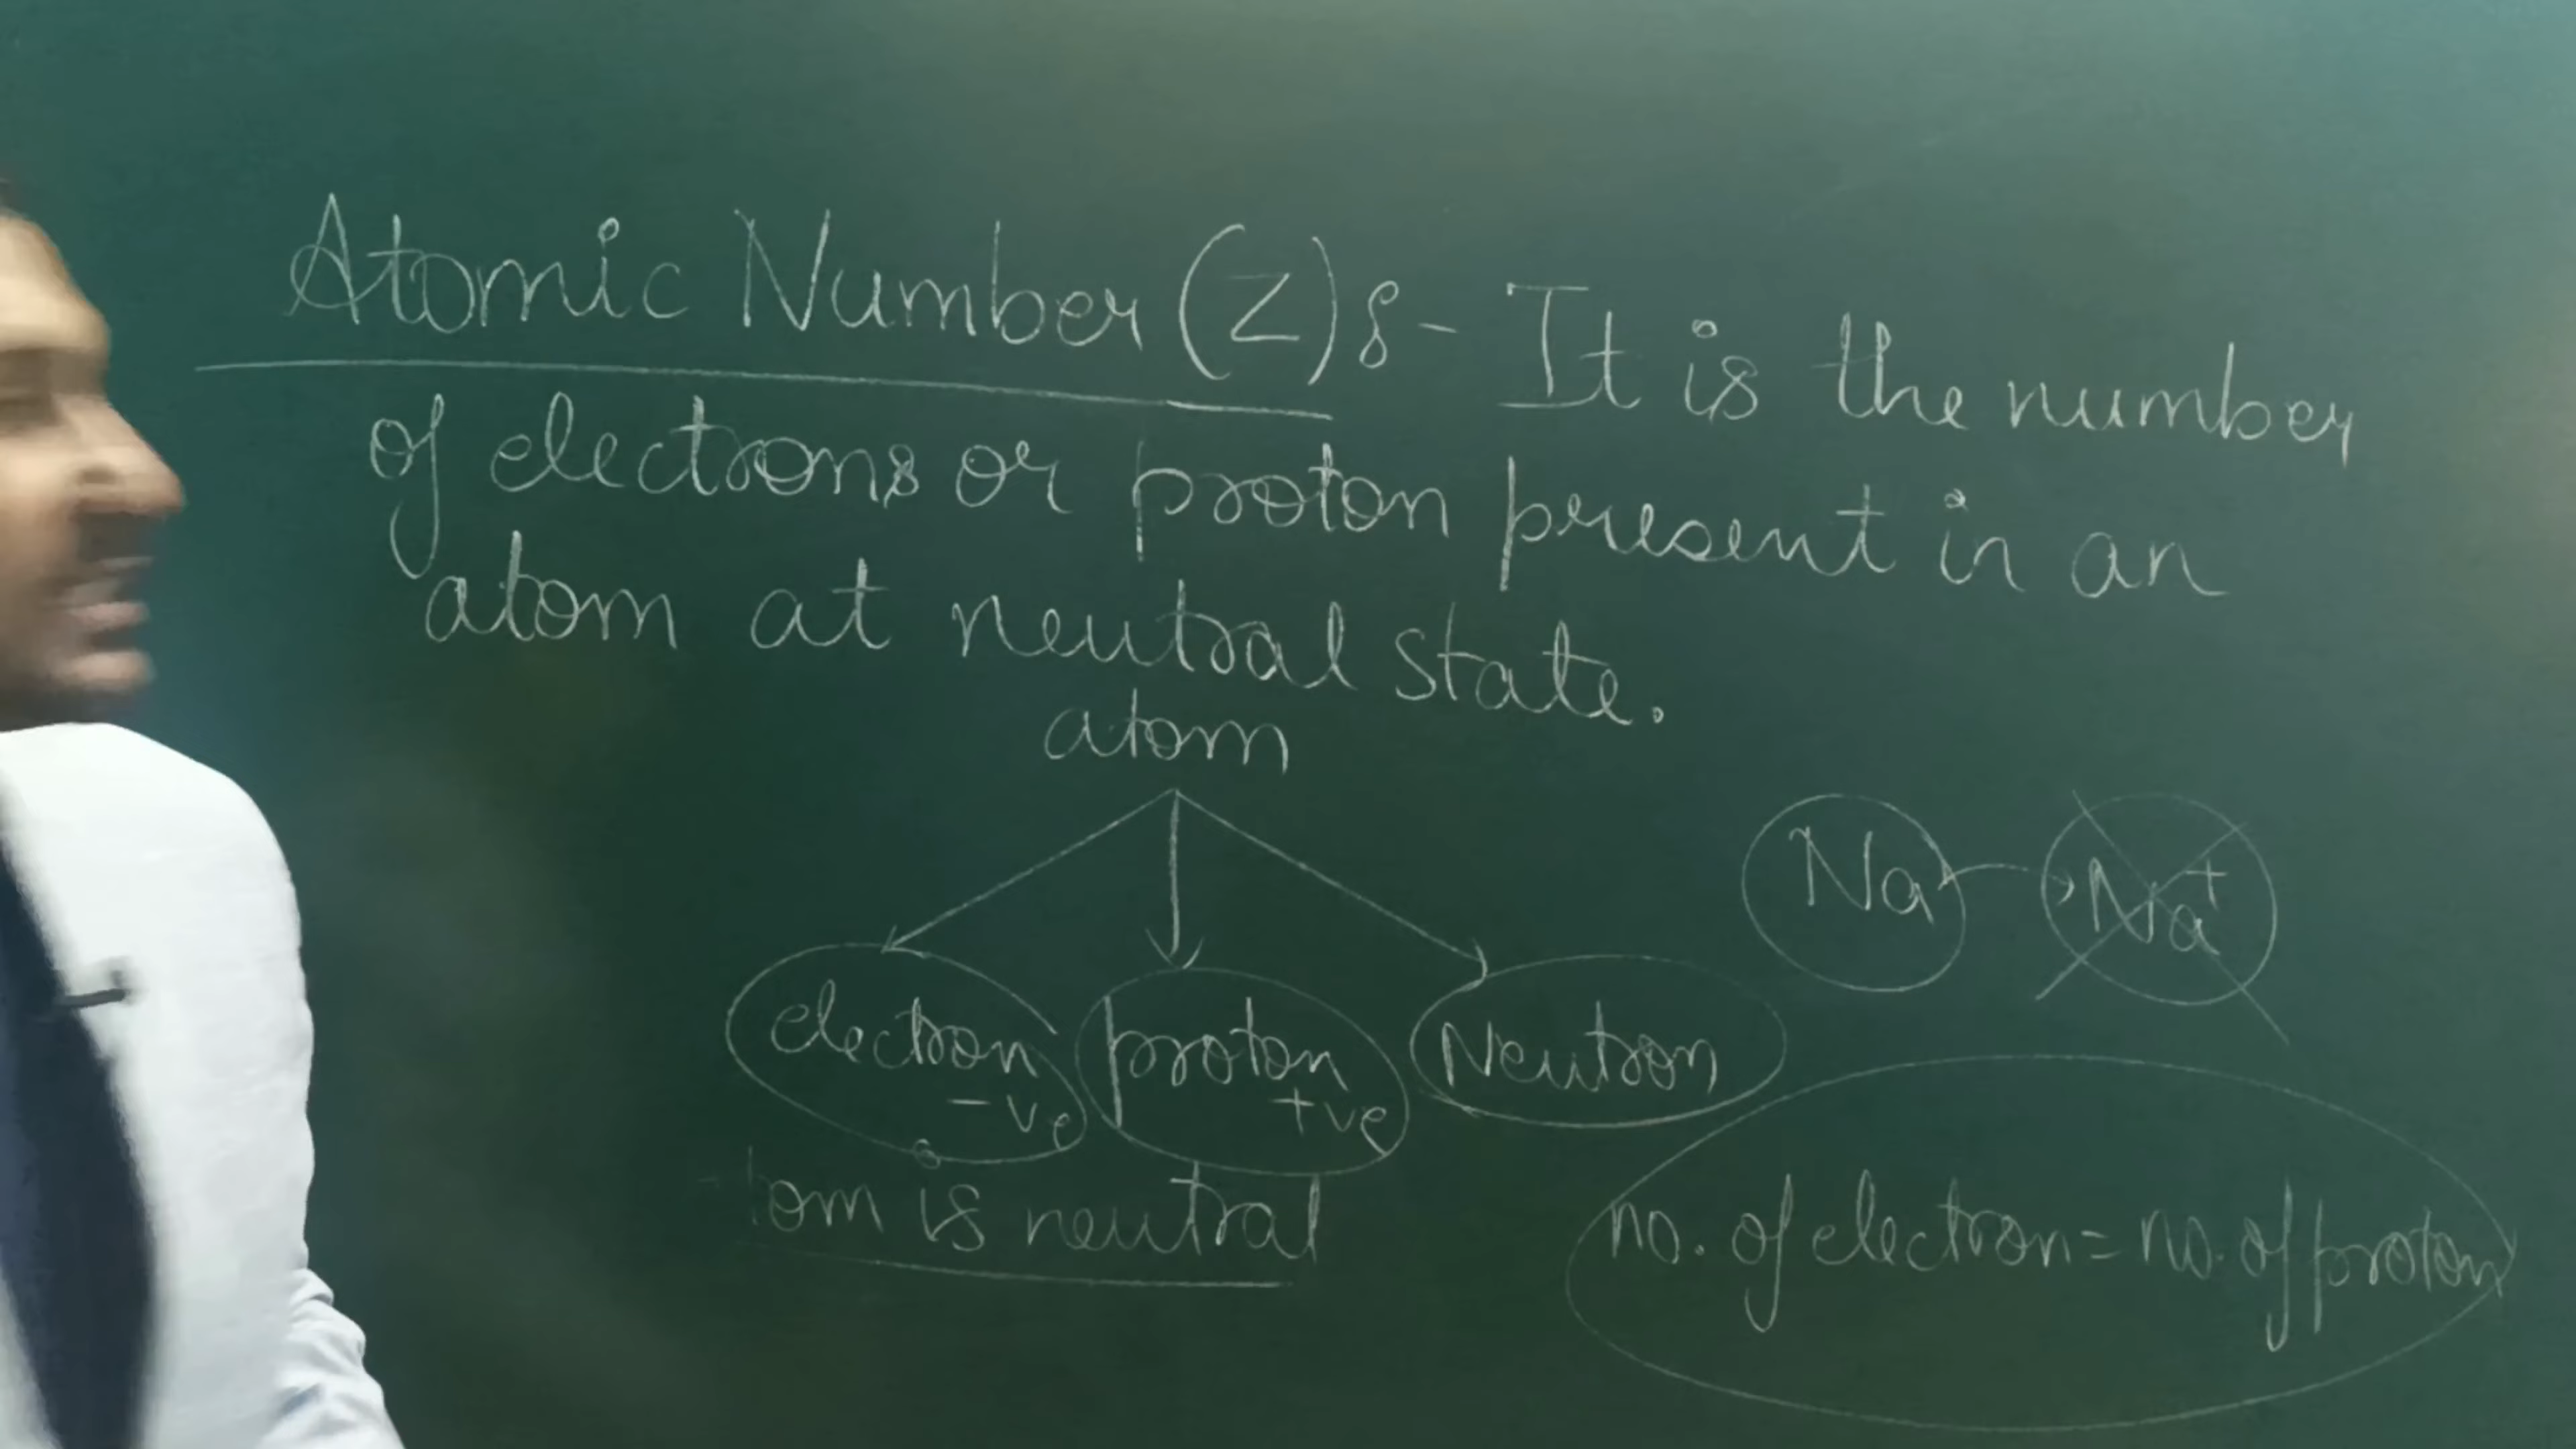 Atomic Number (Z) :- It is the number
of electrons or proton present in an
atom at neutral state.
atom
electron proton Neutron
-ve +ve
Na Na+
tom is neutral
no. of electron = no. of proton